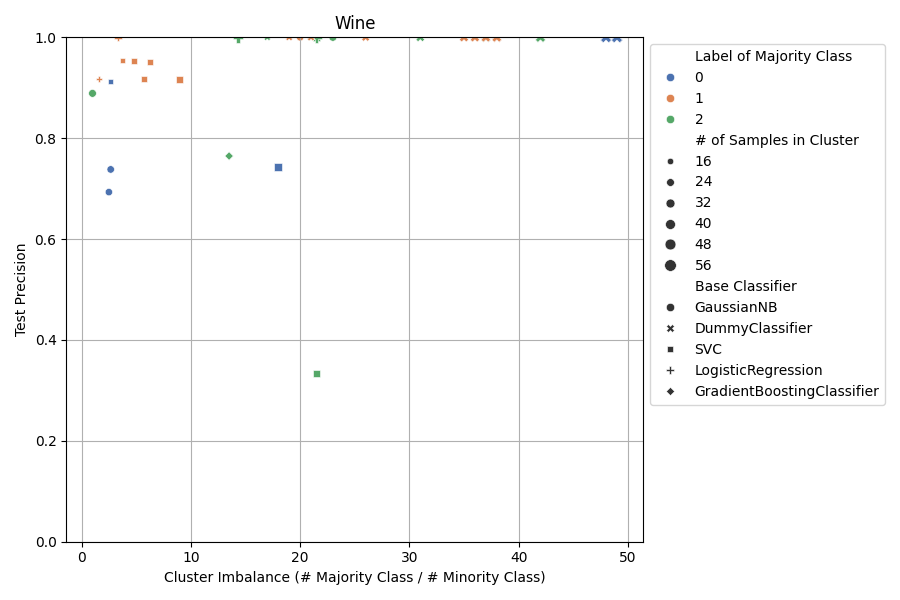 Wine
1.0
0.8
0.6
0.4
0.2
0.0
Test Precision
0
10
20
30
40
50
Cluster Imbalance (# Majority Class / # Minority Class)
Label of Majority Class
0
1
2
# of Samples in Cluster
16
24
32
40
48
56
Base Classifier
GaussianNB
DummyClassifier
SVC
LogisticRegression
GradientBoostingClassifier